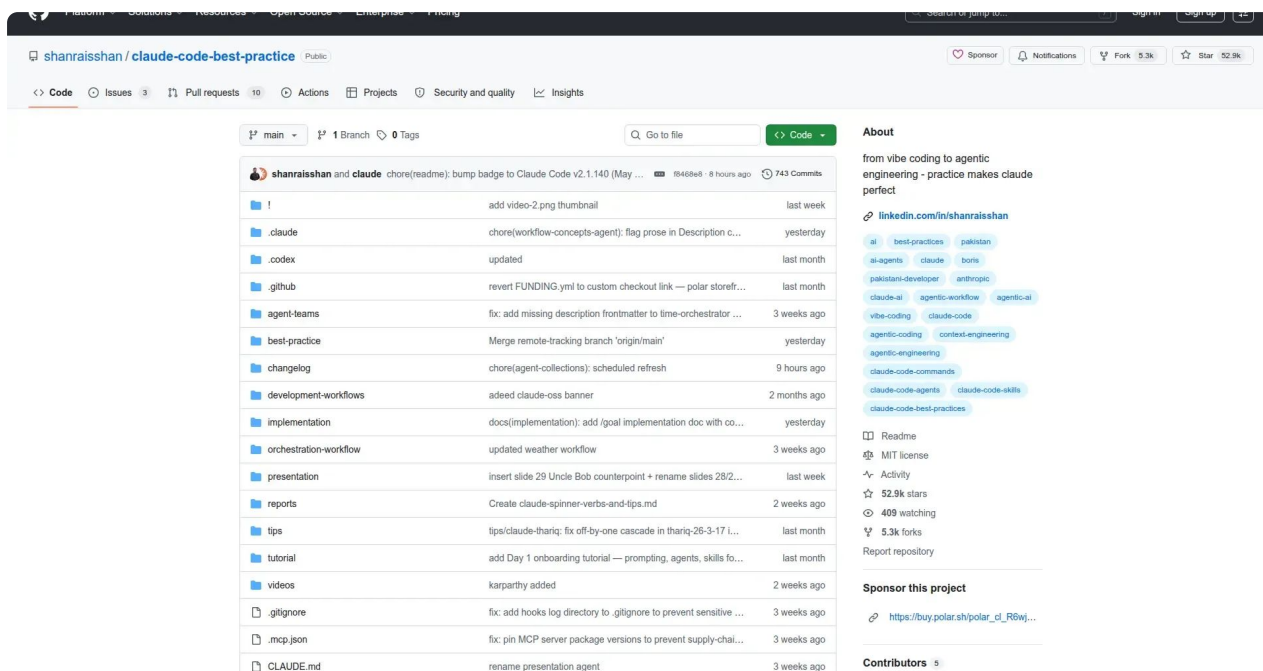 Platform Solutions Resources Open Source Enterprise Pricing
Search or jump to...
Sign in
Sign up
shanraisshan / claude-code-best-practice Public
Sponsor
Notifications
Fork 5.3k
Star 52.9k
Code
Issues 3
Pull requests 10
Actions
Projects
Security and quality
Insights
main
1 Branch
0 Tags
Go to file
Code
shanraisshan and claude chore(readme): bump badge to Claude Code v2.1.140 (May ... f8468e8 · 8 hours ago 743 Commits
! add video-2.png thumbnail last week
.claude chore(workflow-concepts-agent): flag prose in Description c... yesterday
.codex updated last month
.github revert FUNDING.yml to custom checkout link — polar storefr... last month
agent-teams fix: add missing description frontmatter to time-orchestrator ... 3 weeks ago
best-practice Merge remote-tracking branch 'origin/main' yesterday
changelog chore(agent-collections): scheduled refresh 9 hours ago
development-workflows adeed claude-oss banner 2 months ago
implementation docs(implementation): add /goal implementation doc with co... yesterday
orchestration-workflow updated weather workflow 3 weeks ago
presentation insert slide 29 Uncle Bob counterpoint + rename slides 28/2... last week
reports Create claude-spinner-verbs-and-tips.md 2 weeks ago
tips tips/claude-thariq: fix off-by-one cascade in thariq-26-3-17 i... last month
tutorial add Day 1 onboarding tutorial — prompting, agents, skills fo... last month
videos karparthy added 2 weeks ago
.gitignore fix: add hooks log directory to .gitignore to prevent sensitive ... 3 weeks ago
.mcp.json fix: pin MCP server package versions to prevent supply-chai... 3 weeks ago
CLAUDE.md rename presentation agent 3 weeks ago
About
from vibe coding to agentic
engineering - practice makes claude
perfect
linkedin.com/in/shanraisshan
ai best-practices pakistan
ai-agents claude boris
pakistani-developer anthropic
claude-ai agentic-workflow agentic-ai
vibe-coding claude-code
agentic-coding context-engineering
agentic-engineering
claude-code-commands
claude-code-agents claude-code-skills
claude-code-best-practices
Readme
MIT license
Activity
52.9k stars
409 watching
5.3k forks
Report repository
Sponsor this project
https://buy.polar.sh/polar_cl_R6wj...
Contributors 5